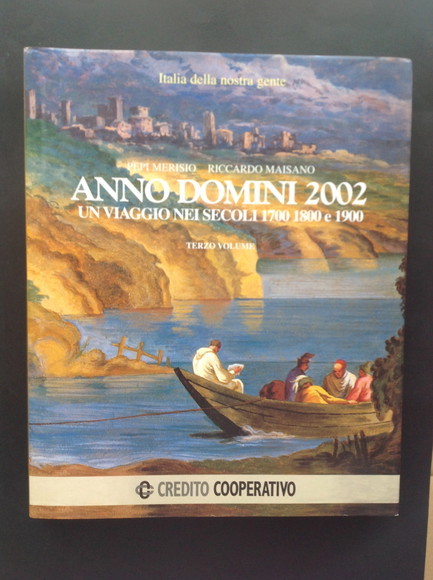 Italia della nostra gente
PEPI MERISIO RICCARDO MAISANO
ANNO DOMINI 2002
UN VIAGGIO NEI SECOLI 1700 1800 e 1900
TERZO VOLUME
CREDITO COOPERATIVO